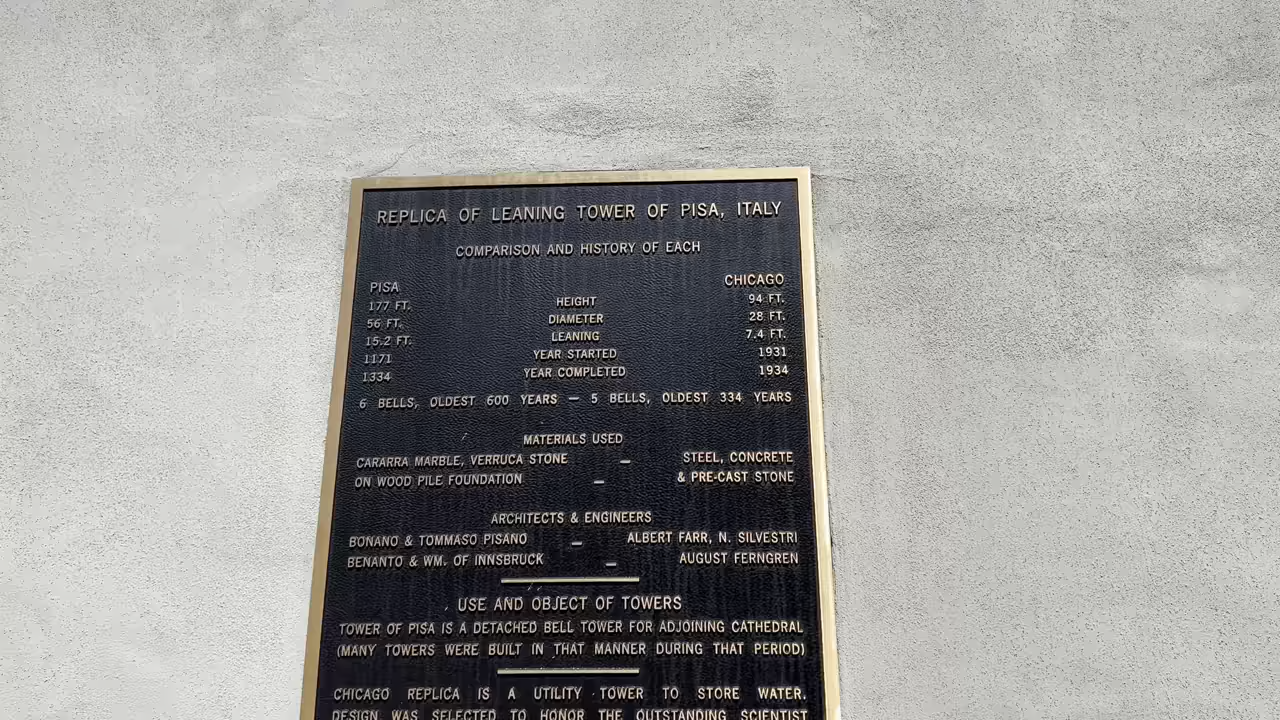 REPLICA OF LEANING TOWER OF PISA, ITALY
COMPARISON AND HISTORY OF EACH
PISA CHICAGO
177 FT. HEIGHT 94 FT.
56 FT. DIAMETER 28 FT.
15.2 FT. LEANING 7.4 FT.
1171 YEAR STARTED 1931
1334 YEAR COMPLETED 1934
6 BELLS, OLDEST 600 YEARS — 5 BELLS, OLDEST 334 YEARS
MATERIALS USED
CARARRA MARBLE, VERRUCA STONE — STEEL, CONCRETE
ON WOOD PILE FOUNDATION — & PRE-CAST STONE
ARCHITECTS & ENGINEERS
BONANO & TOMMASO PISANO — ALBERT FARR, N. SILVESTRI
BENANTO & WM. OF INNSBRUCK — AUGUST FERNGREN
USE AND OBJECT OF TOWERS
TOWER OF PISA IS A DETACHED BELL TOWER FOR ADJOINING CATHEDRAL
(MANY TOWERS WERE BUILT IN THAT MANNER DURING THAT PERIOD)
CHICAGO REPLICA IS A UTILITY TOWER TO STORE WATER.
DESIGN WAS SELECTED TO HONOR THE OUTSTANDING SCIENTIST